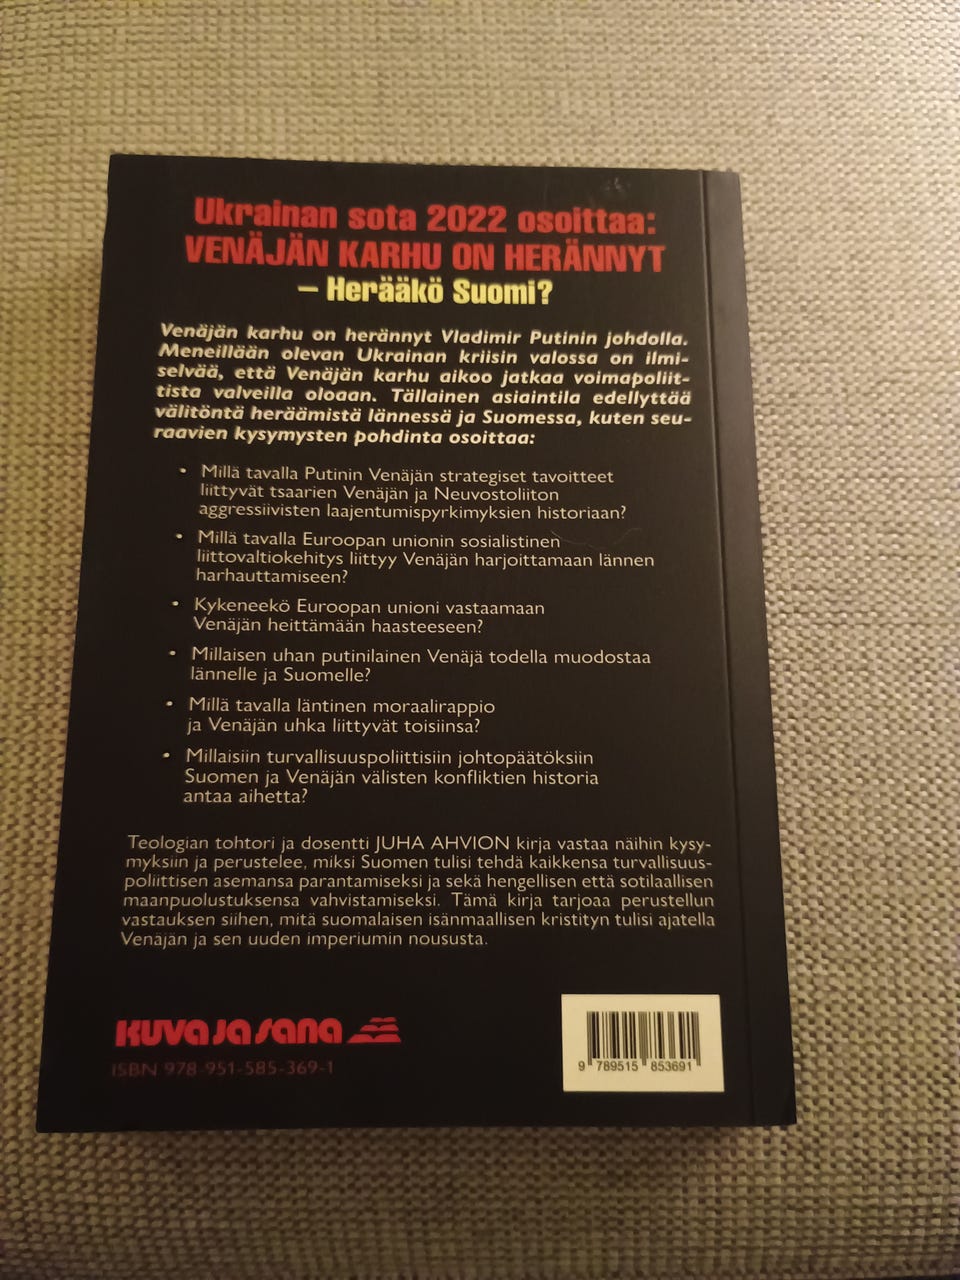 Ukrainan sota 2022 osoittaa:
VENÄJÄN KARHU ON HERÄNNYT
– Herääkö Suomi?
Venäjän karhu on herännyt Vladimir Putinin johdolla.
Meneillään olevan Ukrainan kriisin valossa on ilmi-
selvää, että Venäjän karhu aikoo jatkaa voimapoliit-
tista valveilla oloaan. Tällainen asiaintila edellyttää
välitöntä heräämistä lännessä ja Suomessa, kuten seu-
raavien kysymysten pohdinta osoittaa:
• Millä tavalla Putinin Venäjän strategiset tavoitteet
liittyvät tsaarien Venäjän ja Neuvostoliiton
aggressiivisten laajentumispyrkimyksien historiaan?
• Millä tavalla Euroopan unionin sosialistinen
liittovaltiokehitys liittyy Venäjän harjoittamaan lännen
harhauttamiseen?
• Kykeneekö Euroopan unioni vastaamaan
Venäjän heittämään haasteeseen?
• Millaisen uhan putinilainen Venäjä todella muodostaa
lännelle ja Suomelle?
• Millä tavalla läntinen moraalirappio
ja Venäjän uhka liittyvät toisiinsa?
• Millaisiin turvallisuuspoliittisiin johtopäätöksiin
Suomen ja Venäjän välisten konfliktien historia
antaa aihetta?
Teologian tohtori ja dosentti JUHA AHVION kirja vastaa näihin kysy-
myksiin ja perustelee, miksi Suomen tulisi tehdä kaikkensa turvallisuus-
poliittisen asemansa parantamiseksi ja sekä hengellisen että sotilaallisen
maanpuolustuksensa vahvistamiseksi. Tämä kirja tarjoaa perustellun
vastauksen siihen, mitä suomalaisen isänmaallisen kristityn tulisi ajatella
Venäjän ja sen uuden imperiumin noususta.
KUVA JA SANA
ISBN 978-951-585-369-1
9 789515 853691